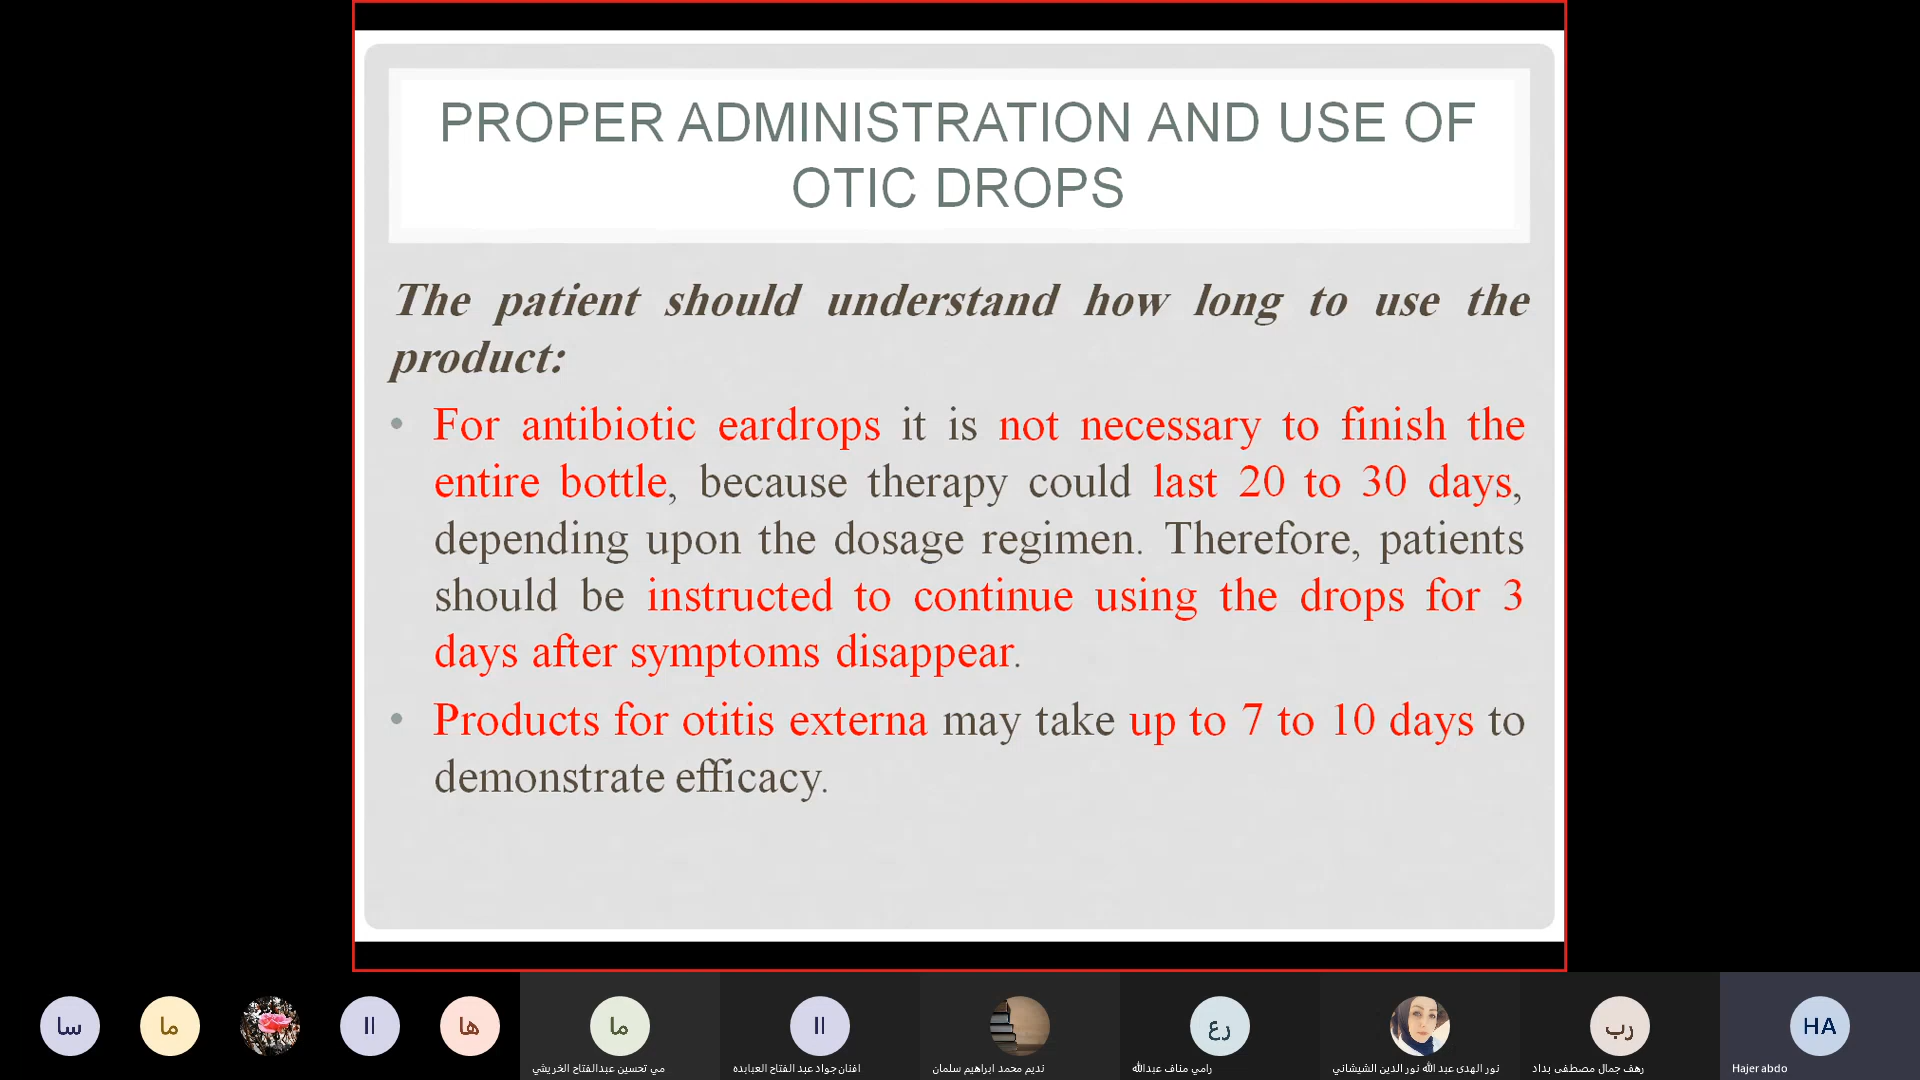 PROPER ADMINISTRATION AND USE OF
OTIC DROPS
The patient should understand how long to use the
product:
• For antibiotic eardrops it is not necessary to finish the
entire bottle, because therapy could last 20 to 30 days,
depending upon the dosage regimen. Therefore, patients
should be instructed to continue using the drops for 3
days after symptoms disappear.
• Products for otitis externa may take up to 7 to 10 days to
demonstrate efficacy.
سا
ما
اا
ها
ما
اا
رع
رب
HA
مي تحسين عبدالفتاح الخريشي
افنان جواد عبد الفتاح العبابده
نديم محمد ابراهيم سلمان
رامي مناف عبدالله
نور الهدى عبد الله نور الدين الشيشاني
رهف جمال مصطفى بداد
Hajer abdo